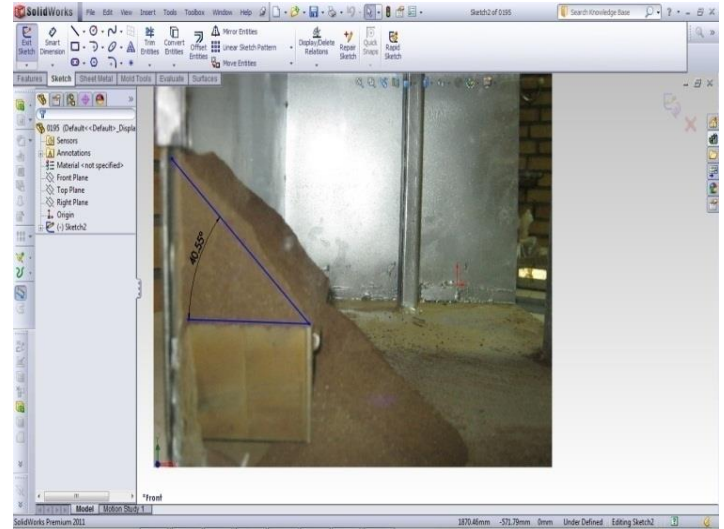 SolidWorks File Edit View Insert Tools Toolbox Window Help Sketch2 of 0195 Search Knowledge Base
Exit Sketch
Smart Dimension
Trim Entities
Convert Entities
Offset Entities
Mirror Entities
Linear Sketch Pattern
Move Entities
Display/Delete Relations
Repair Sketch
Quick Snaps
Rapid Sketch
Features Sketch Sheet Metal Mold Tools Evaluate Surfaces
0195 (Default<<Default>_Displa
Sensors
Annotations
Material <not specified>
Front Plane
Top Plane
Right Plane
Origin
(-) Sketch2
40.55°
*Front
Model Motion Study 1
SolidWorks Premium 2011 1870.46mm -571.79mm 0mm Under Defined Editing Sketch2